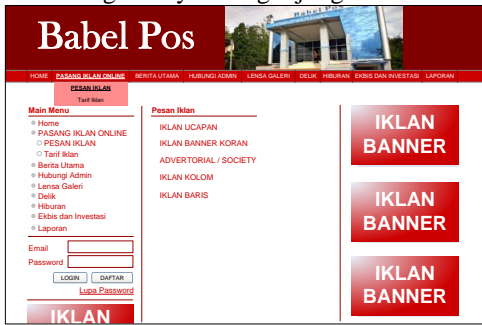 Babel Pos
Babel Pos
HOME PASANG IKLAN ONLINE BERITA UTAMA HUBUNGI ADMIN LENSA GALERI DELIK HIBURAN EKBIS DAN INVESTASI LAPORAN
PESAN IKLAN
Tarif Iklan
Main Menu
Home
PASANG IKLAN ONLINE
PESAN IKLAN
Tarif Iklan
Berita Utama
Hubungi Admin
Lensa Galeri
Delik
Hiburan
Ekbis dan Investasi
Laporan
Email
Password
LOGIN DAFTAR
Lupa Password
IKLAN
Pesan Iklan
IKLAN UCAPAN
IKLAN BANNER KORAN
ADVERTORIAL / SOCIETY
IKLAN KOLOM
IKLAN BARIS
IKLAN
BANNER
IKLAN
BANNER
IKLAN
BANNER